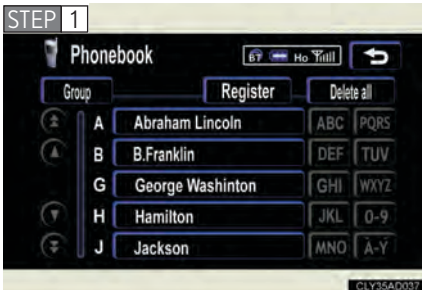 STEP 1
Phonebook BT Ho
Group Register Delete all
A Abraham Lincoln ABC PQRS
B B.Franklin DEF TUV
G George Washinton GHI WXYZ
H Hamilton JKL 0-9
J Jackson MNO À-Ý
CLY35AD037